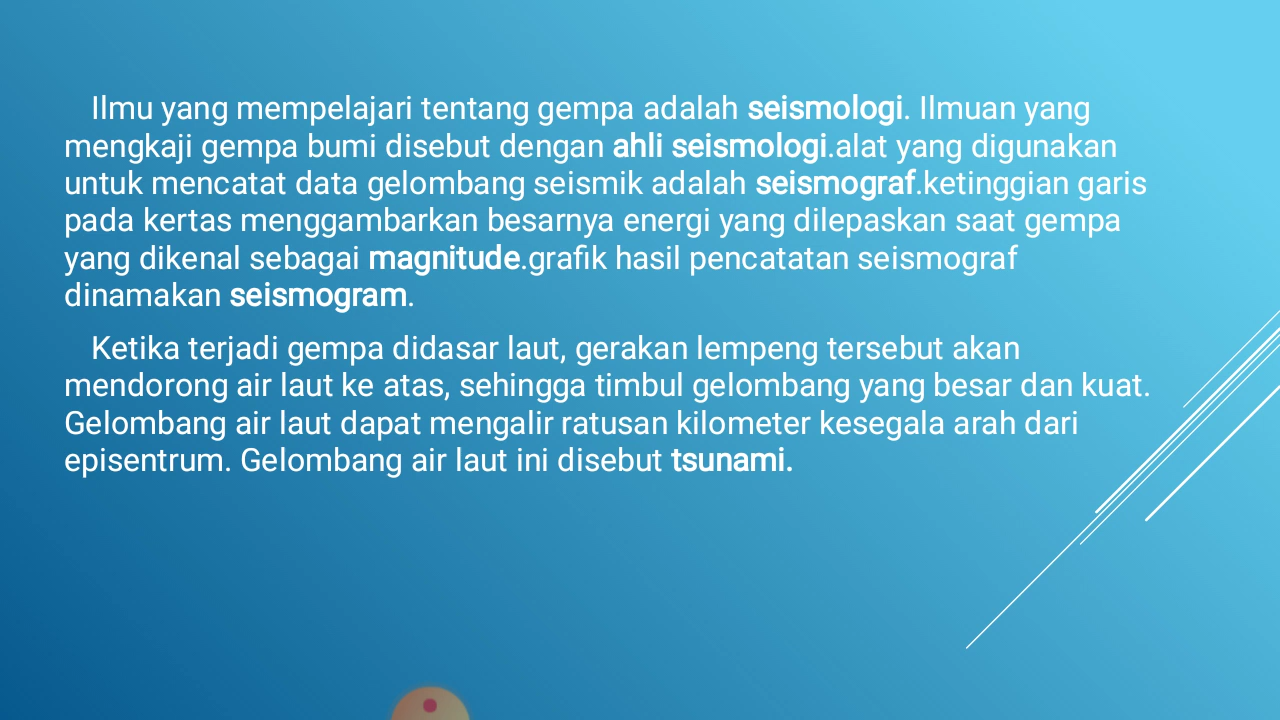 Ilmu yang mempelajari tentang gempa adalah seismologi. Ilmuan yang
mengkaji gempa bumi disebut dengan ahli seismologi.alat yang digunakan
untuk mencatat data gelombang seismik adalah seismograf.ketinggian garis
pada kertas menggambarkan besarnya energi yang dilepaskan saat gempa
yang dikenal sebagai magnitude.grafik hasil pencatatan seismograf
dinamakan seismogram.
Ketika terjadi gempa didasar laut, gerakan lempeng tersebut akan
mendorong air laut ke atas, sehingga timbul gelombang yang besar dan kuat.
Gelombang air laut dapat mengalir ratusan kilometer kesegala arah dari
episentrum. Gelombang air laut ini disebut tsunami.